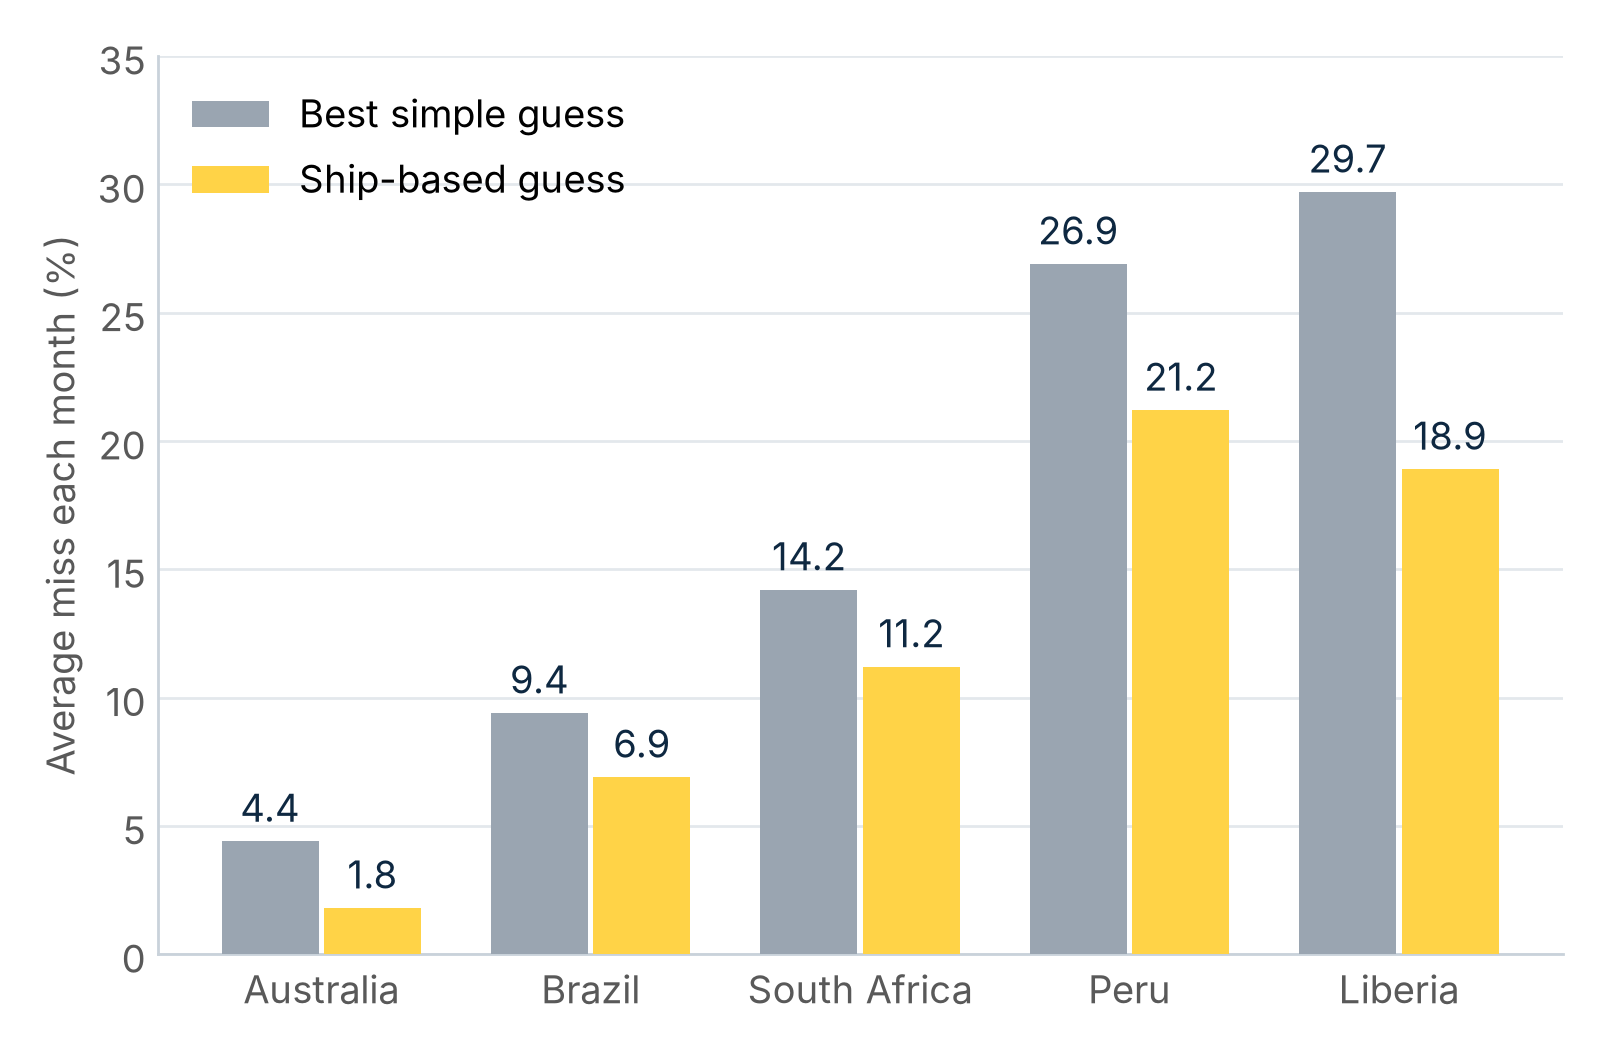 Best simple guess
Ship-based guess
Average miss each month (%)
35
30
25
20
15
10
5
0
4.4
1.8
9.4
6.9
14.2
11.2
26.9
21.2
29.7
18.9
Australia
Brazil
South Africa
Peru
Liberia